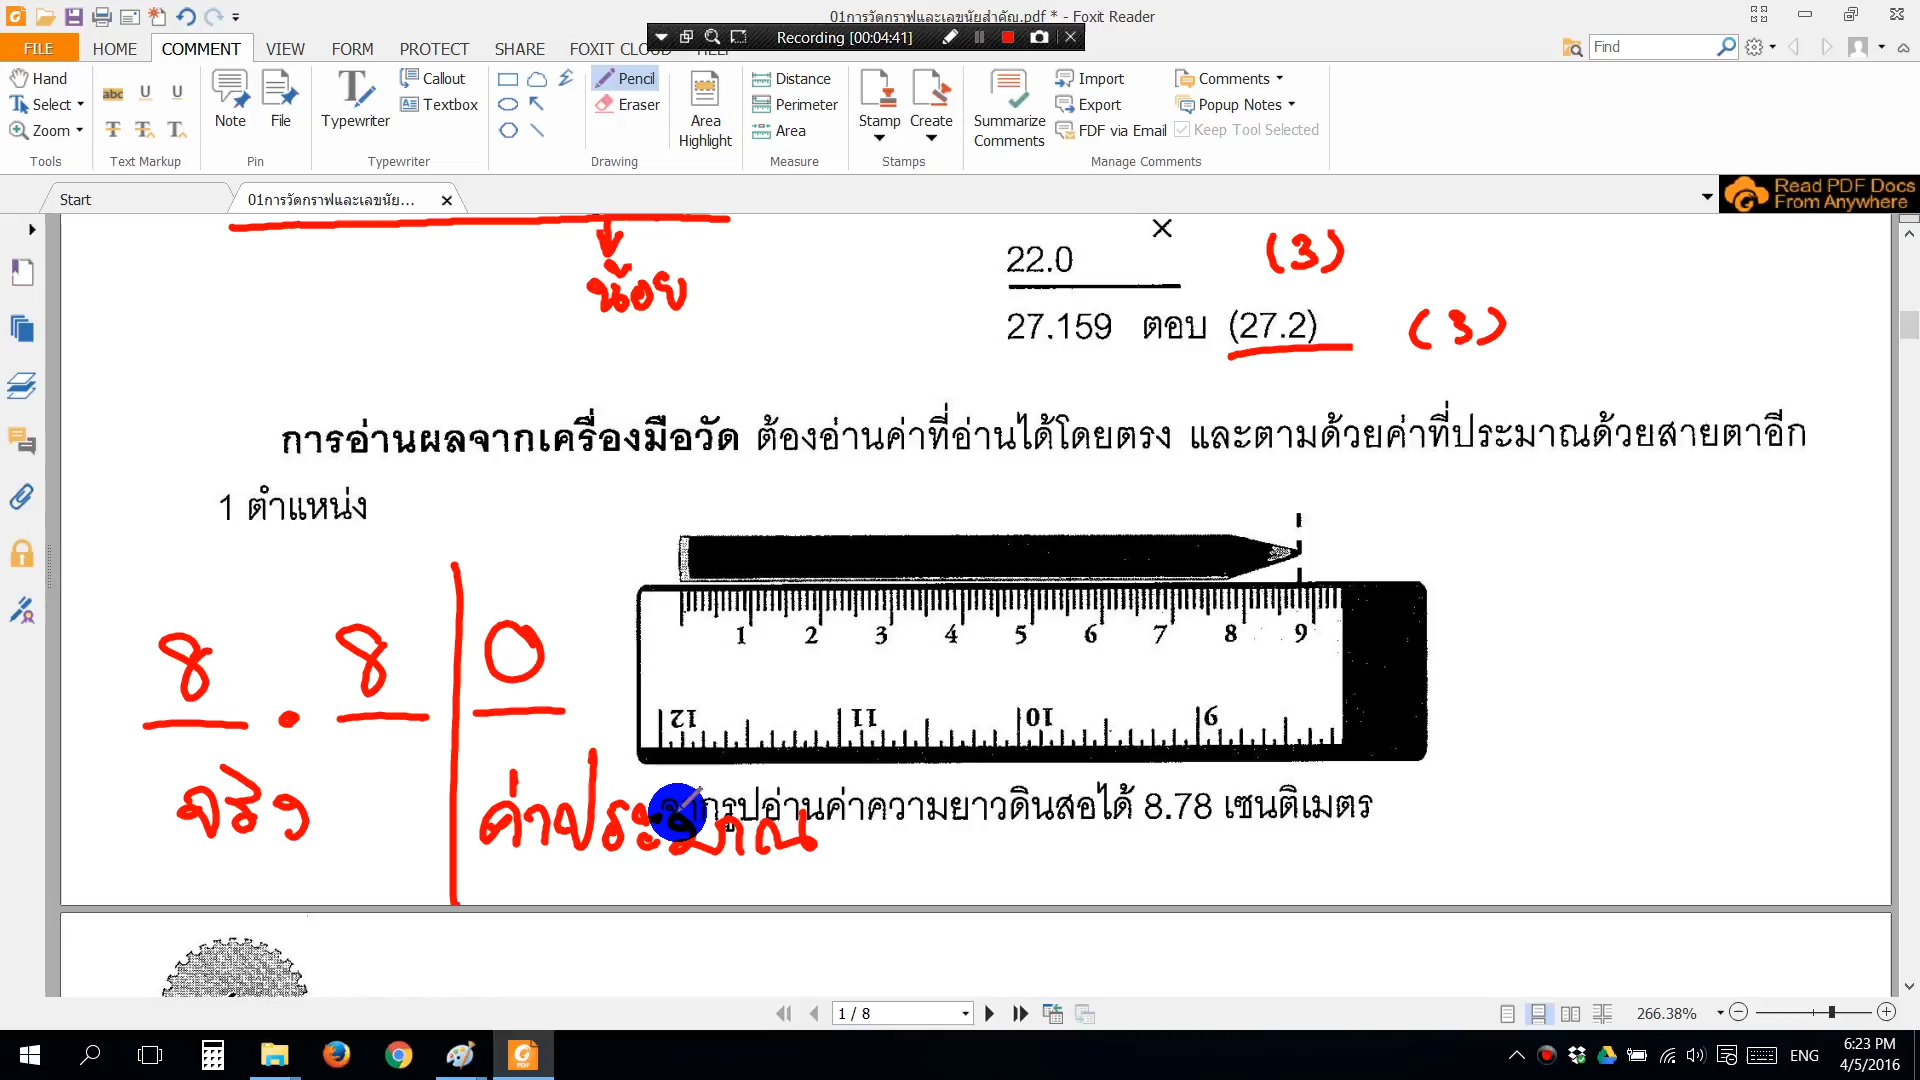 01การวัดกราฟและเลขนัยสำคัญ.pdf * - Foxit Reader
Recording [00:04:41]
FILE HOME COMMENT VIEW FORM PROTECT SHARE FOXIT CLOUD HELP
Find
Hand
Select
Zoom
Tools
abc U U
T T T
Text Markup
Note
File
Pin
Typewriter
Callout
Textbox
Typewriter
Pencil
Eraser
Drawing
Area Highlight
Distance
Perimeter
Area
Measure
Stamp
Create
Stamps
Summarize Comments
Import
Export
FDF via Email
Comments
Popup Notes
Keep Tool Selected
Manage Comments
Start
01การวัดกราฟและเลขนัย...
Read PDF Docs
From Anywhere
น้อย
×
22.0 (3)
27.159 ตอบ (27.2) (3)
การอ่านผลจากเครื่องมือวัด ต้องอ่านค่าที่อ่านได้โดยตรง และตามด้วยค่าที่ประมาณด้วยสายตาอีก
1 ตำแหน่ง
8 . 8 0
1 2 3 4 5 6 7 8 9
12 11 10 9
จริง
ค่าประมาณ
จากรูปอ่านค่าความยาวดินสอได้ 8.78 เซนติเมตร
1 / 8
266.38%
PDF
ENG
6:23 PM
4/5/2016